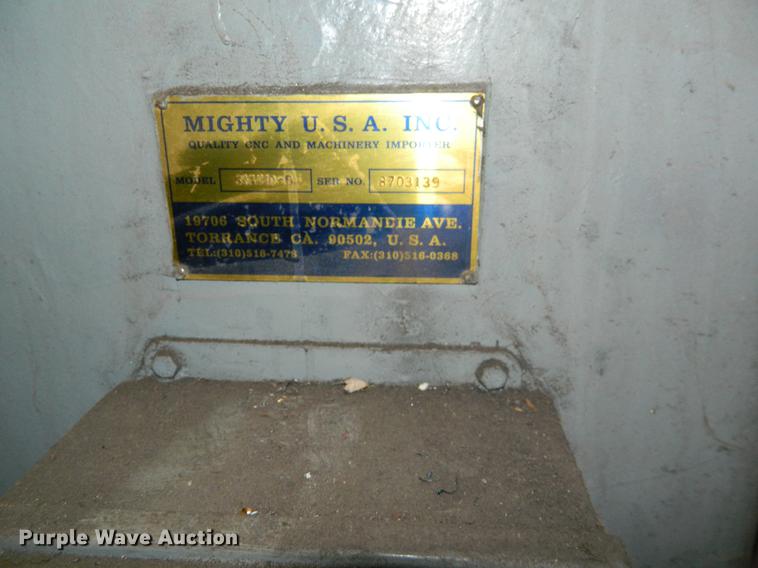 MIGHTY U. S. A. INC.
QUALITY CNC AND MACHINERY IMPORTER
MODEL SER NO. 8703139
19706 SOUTH NORMANDIE AVE.
TORRANCE CA. 90502, U. S. A.
TEL:(310)516-7478 FAX:(310)516-0368
Purple Wave Auction